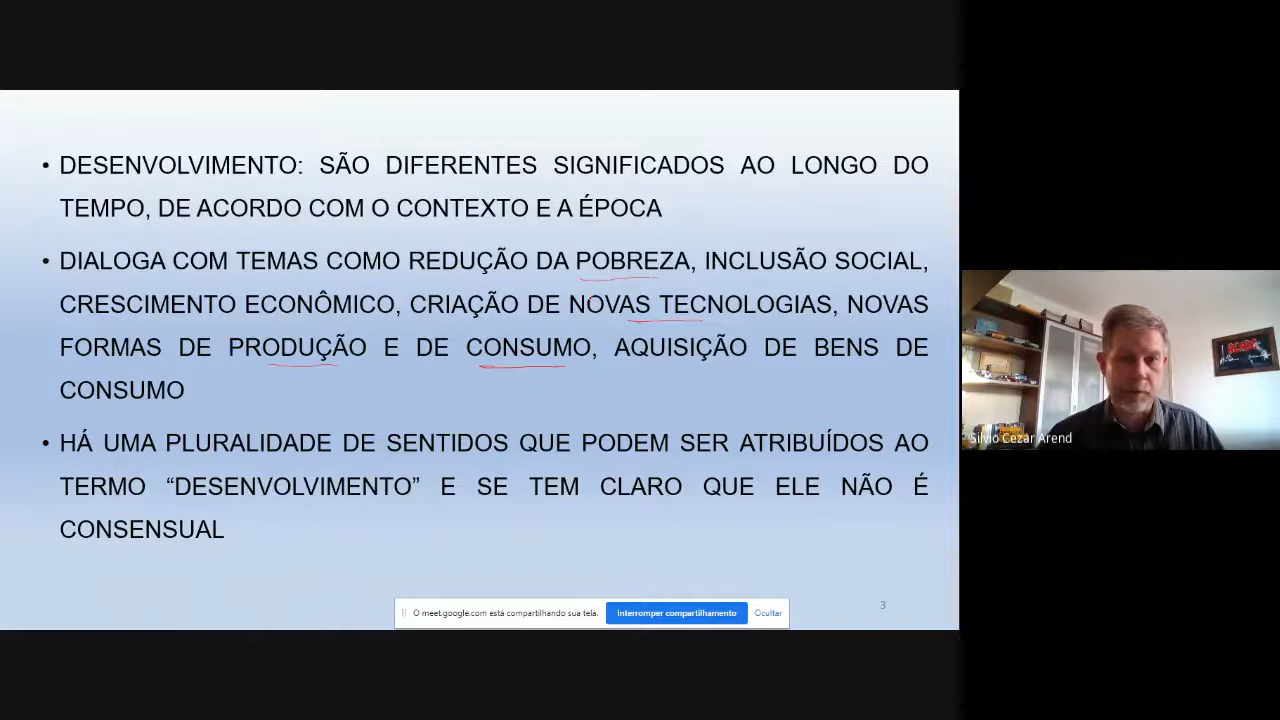 • DESENVOLVIMENTO: SÃO DIFERENTES SIGNIFICADOS AO LONGO DO
TEMPO, DE ACORDO COM O CONTEXTO E A ÉPOCA
• DIALOGA COM TEMAS COMO REDUÇÃO DA POBREZA, INCLUSÃO SOCIAL,
CRESCIMENTO ECONÔMICO, CRIAÇÃO DE NOVAS TECNOLOGIAS, NOVAS
FORMAS DE PRODUÇÃO E DE CONSUMO, AQUISIÇÃO DE BENS DE
CONSUMO
• HÁ UMA PLURALIDADE DE SENTIDOS QUE PODEM SER ATRIBUÍDOS AO
TERMO “DESENVOLVIMENTO” E SE TEM CLARO QUE ELE NÃO É
CONSENSUAL
O meet.google.com está compartilhando sua tela.
Interromper compartilhamento
Ocultar
3
AC/DC
Silvio Cezar Arend